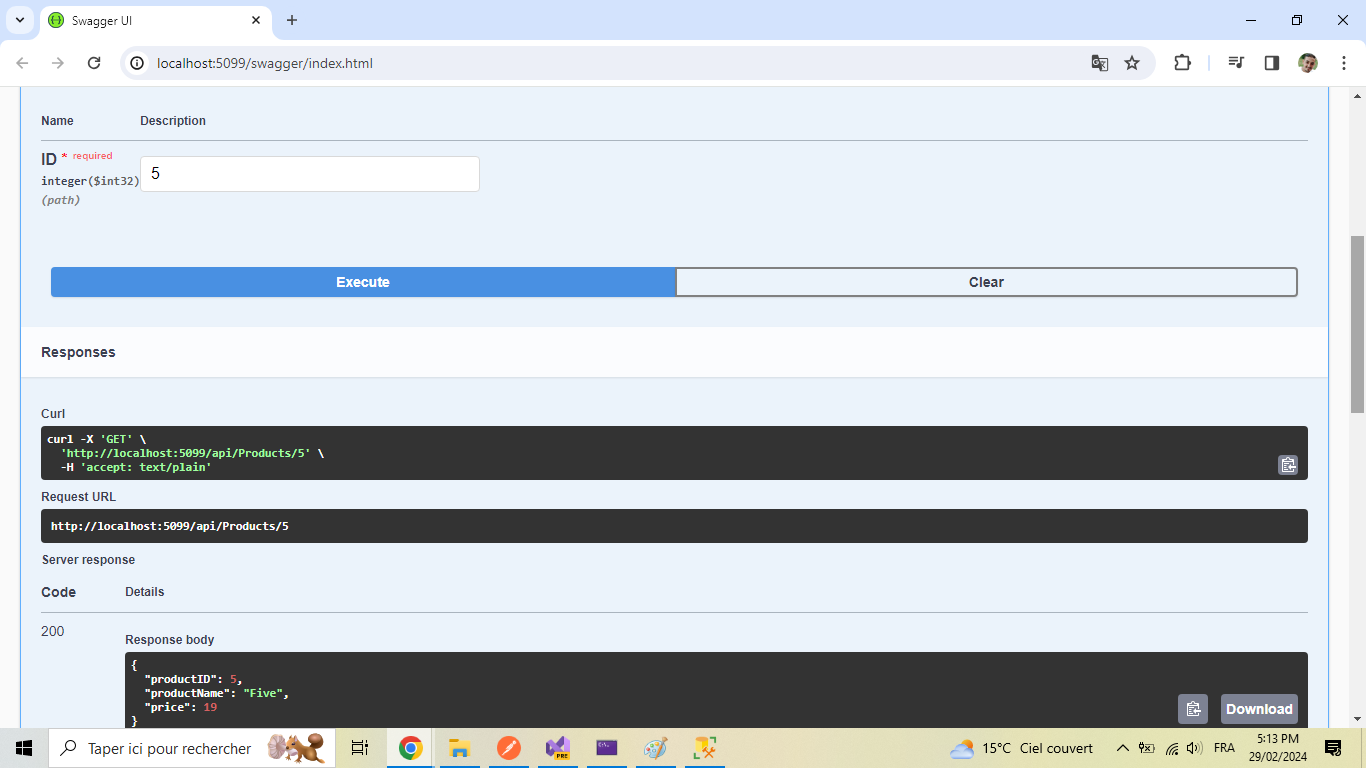 Swagger UI
localhost:5099/swagger/index.html
Name Description
ID * required
integer($int32)
(path)
5
Execute Clear
Responses
Curl
curl -X 'GET' \
'http://localhost:5099/api/Products/5' \
-H 'accept: text/plain'
Request URL
http://localhost:5099/api/Products/5
Server response
Code Details
200
Response body
{
"productID": 5,
"productName": "Five",
"price": 19
}
Download
Taper ici pour rechercher
PRE
15°C Ciel couvert
FRA
5:13 PM
29/02/2024